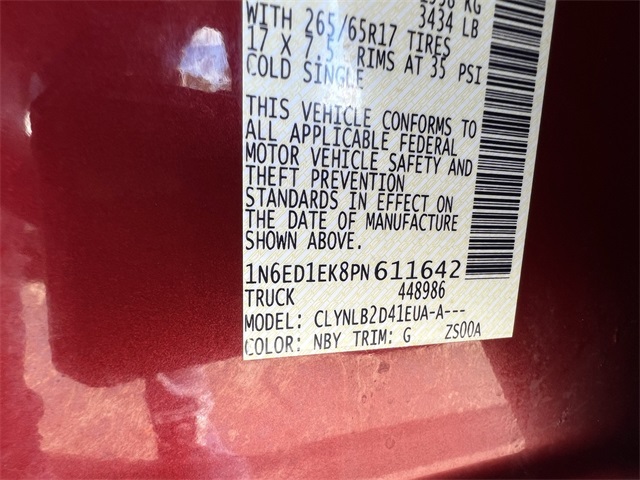 KG
3434 LB
WITH 265/65R17 TIRES
17 X 7.5 RIMS AT 35 PSI
COLD SINGLE
THIS VEHICLE CONFORMS TO
ALL APPLICABLE FEDERAL
MOTOR VEHICLE SAFETY AND
THEFT PREVENTION
STANDARDS IN EFFECT ON
THE DATE OF MANUFACTURE
SHOWN ABOVE.
1N6ED1EK8PN611642
TRUCK 448986
MODEL: CLYNLB2D41EUA-A---
COLOR: NBY TRIM: G ZS00A